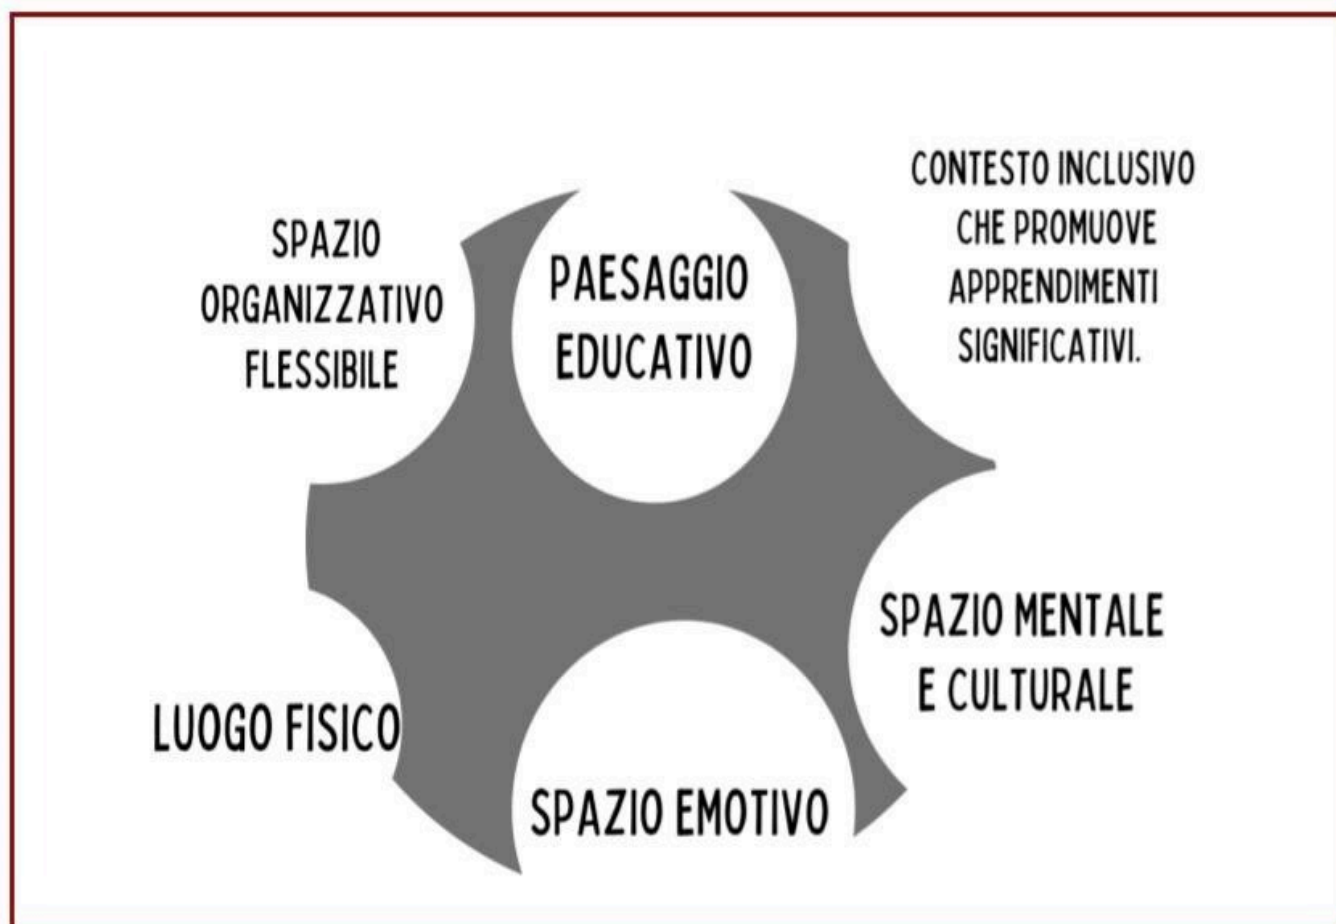 SPAZIO
ORGANIZZATIVO
FLESSIBILE
PAESAGGIO
EDUCATIVO
CONTESTO INCLUSIVO
CHE PROMUOVE
APPRENDIMENTI
SIGNIFICATIVI.
LUOGO FISICO
SPAZIO EMOTIVO
SPAZIO MENTALE
E CULTURALE